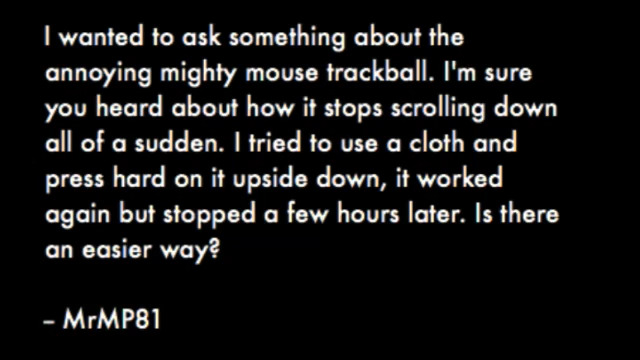 I wanted to ask something about the
annoying mighty mouse trackball. I'm sure
you heard about how it stops scrolling down
all of a sudden. I tried to use a cloth and
press hard on it upside down, it worked
again but stopped a few hours later. Is there
an easier way?
– MrMP81